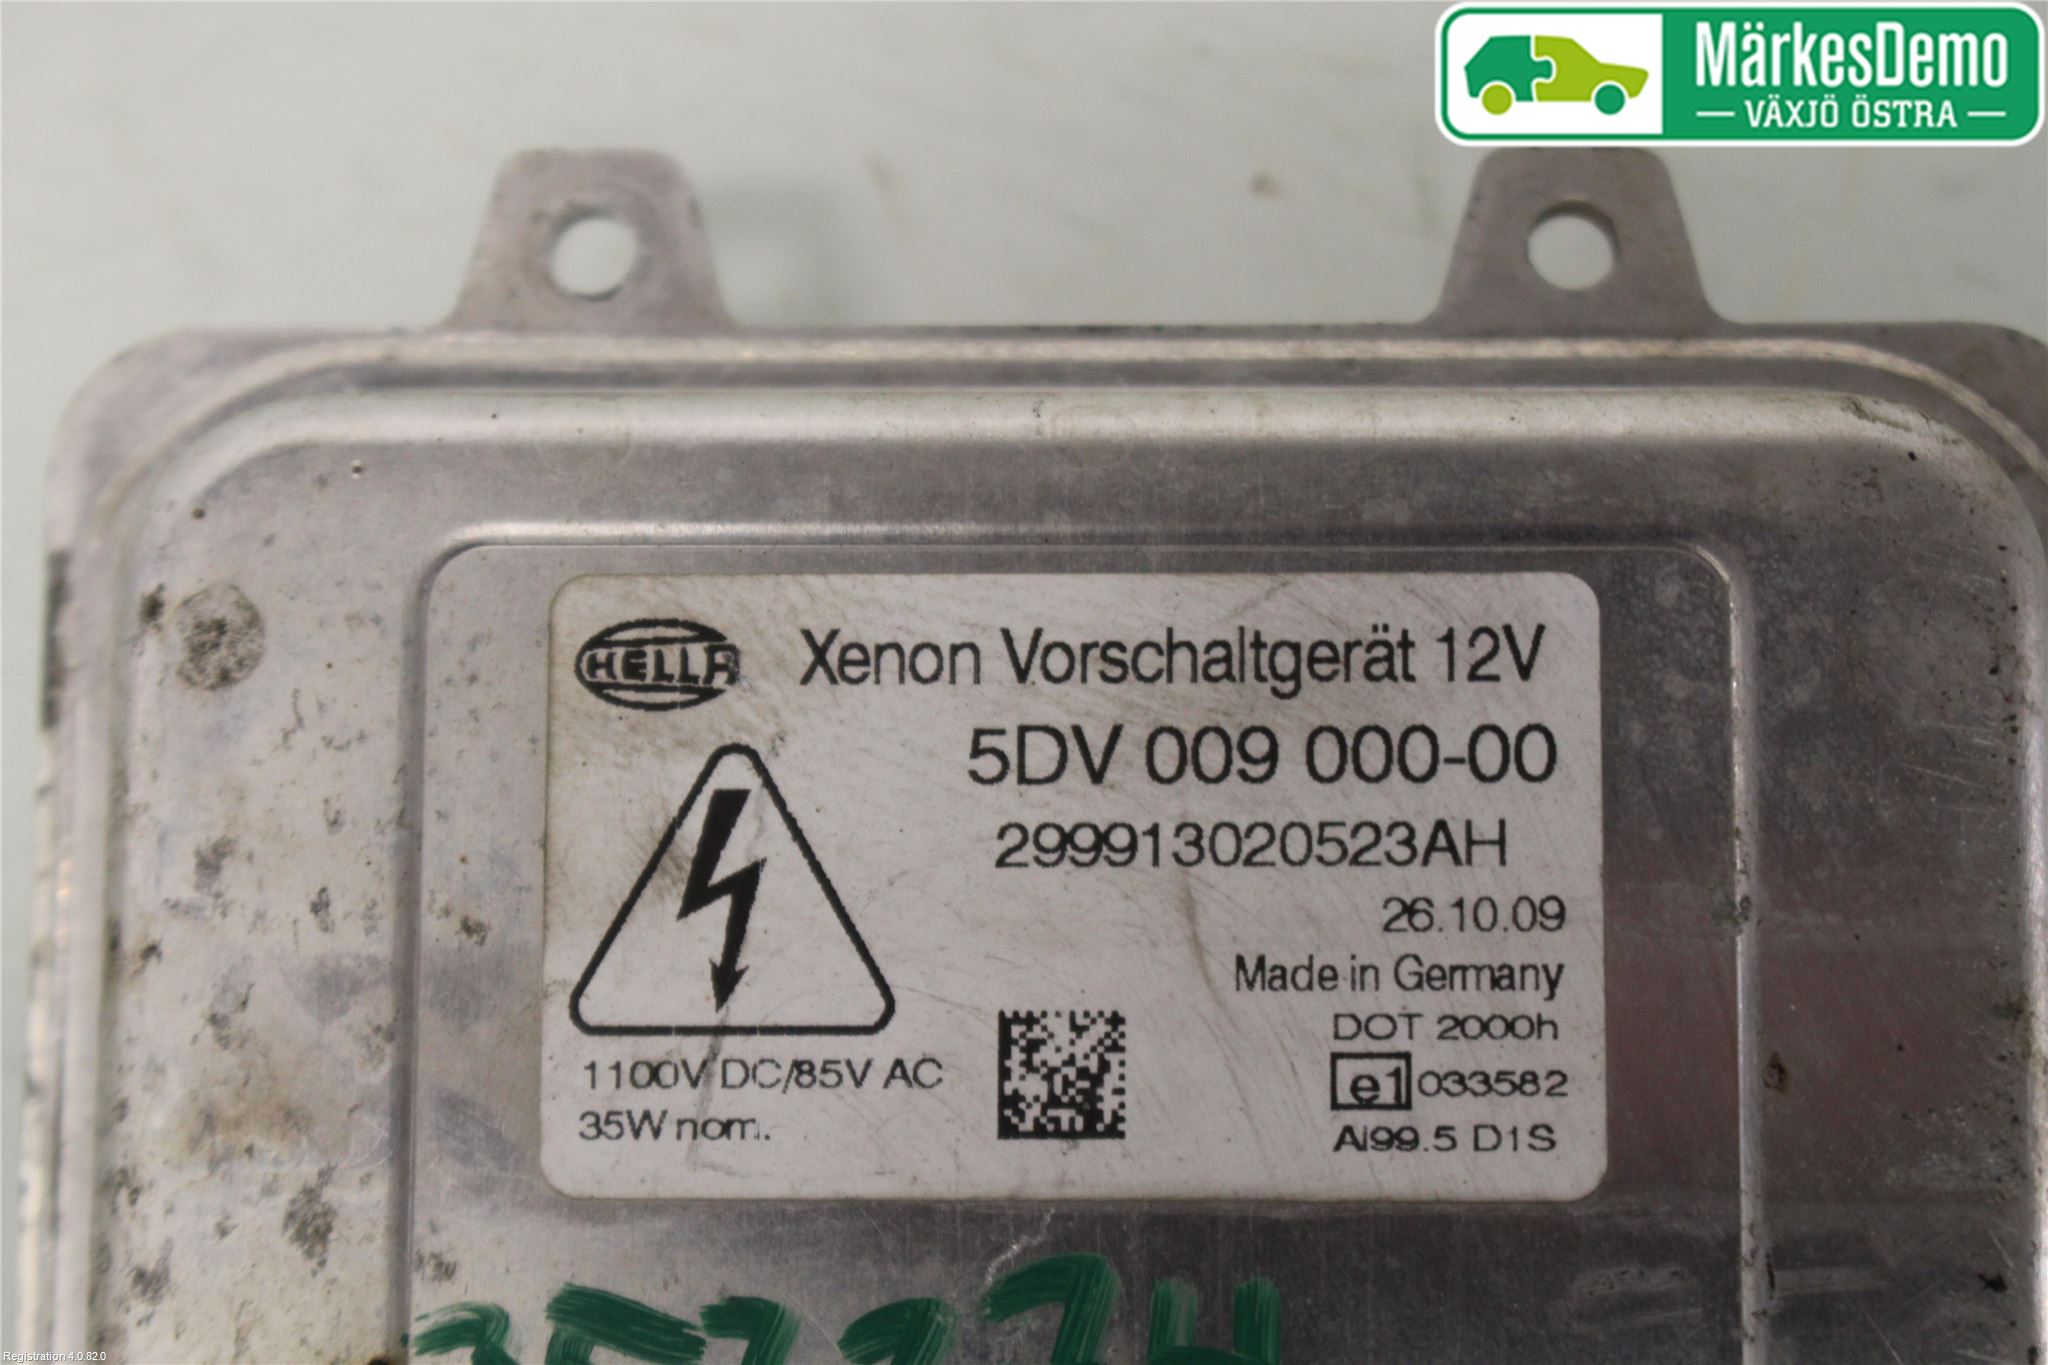 MärkesDemo
VÄXJÖ ÖSTRA
HELLA
Xenon Vorschaltgerät 12V
5DV 009 000-00
299913020523AH
26.10.09
Made in Germany
DOT 2000h
e1 033582
Al99.5 D1S
1100V DC/85V AC
35W nom.
Registration 4.0.82.0